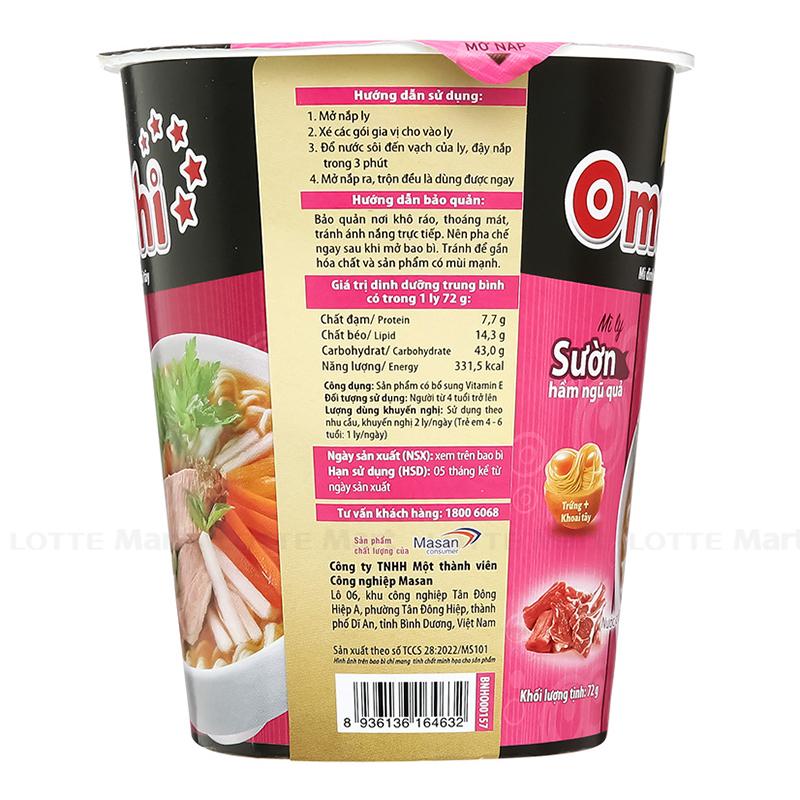 MỞ NẮP
Hướng dẫn sử dụng:
1. Mở nắp ly
2. Xé các gói gia vị cho vào ly
3. Đổ nước sôi đến vạch của ly, đậy nắp
trong 3 phút
4. Mở nắp ra, trộn đều là dùng được ngay
Hướng dẫn bảo quản:
Bảo quản nơi khô ráo, thoáng mát,
tránh ánh nắng trực tiếp. Nên pha chế
ngay sau khi mở bao bì. Tránh để gần
hóa chất và sản phẩm có mùi mạnh.
Giá trị dinh dưỡng trung bình
có trong 1 ly 72 g:
Chất đạm/ Protein 7,7 g
Chất béo/ Lipid 14,3 g
Carbohydrat/ Carbohydrate 43,0 g
Năng lượng/ Energy 331,5 kcal
Công dụng: Sản phẩm có bổ sung Vitamin E
Đối tượng sử dụng: Người từ 4 tuổi trở lên
Lượng dùng khuyến nghị: Sử dụng theo
nhu cầu, khuyến nghị 2 ly/ngày (Trẻ em 4 - 6
tuổi: 1 ly/ngày)
Ngày sản xuất (NSX): xem trên bao bì
Hạn sử dụng (HSD): 05 tháng kể từ
ngày sản xuất
Tư vấn khách hàng: 1800 6068
Sản phẩm
chất lượng của
Masan
consumer
Công ty TNHH Một thành viên
Công nghiệp Masan
Lô 06, khu công nghiệp Tân Đông
Hiệp A, phường Tân Đông Hiệp, thành
phố Dĩ An, tỉnh Bình Dương, Việt Nam
Sản xuất theo số TCCS 28:2022/MS101
Hình ảnh trên bao bì chỉ mang tính chất minh họa cho sản phẩm
8 936136 164632
BNHO00157
hi
tây
Om
Mì ly
Sườn
hầm ngũ quả
Trứng +
Khoai tây
Khối lượng tịnh: 72 g
LOTTE Mart
LOTTE Mart